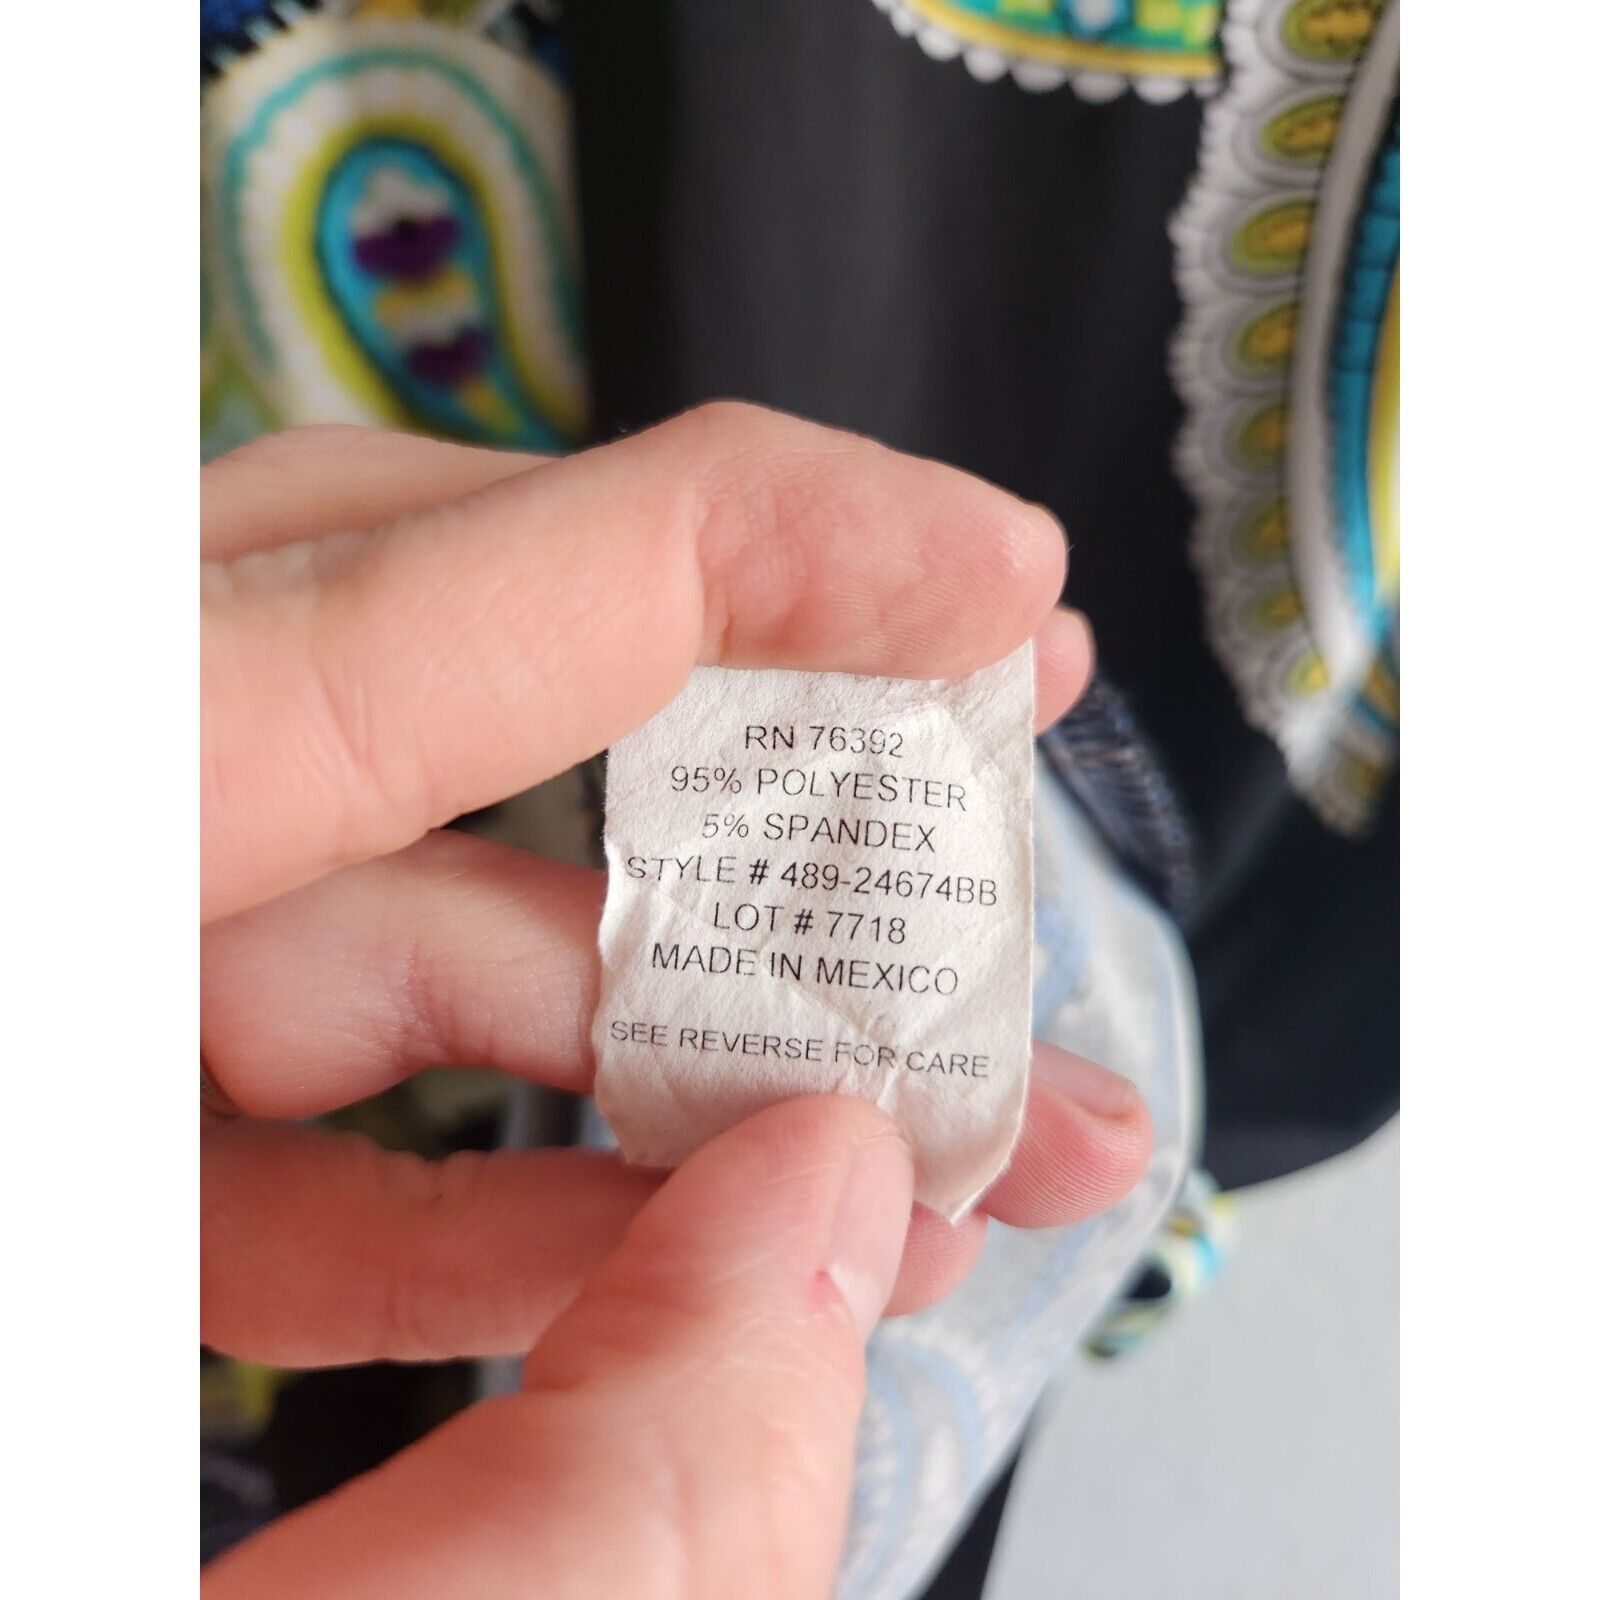 RN 76392
95% POLYESTER
5% SPANDEX
STYLE # 489-24674BB
LOT # 7718
MADE IN MEXICO
SEE REVERSE FOR CARE